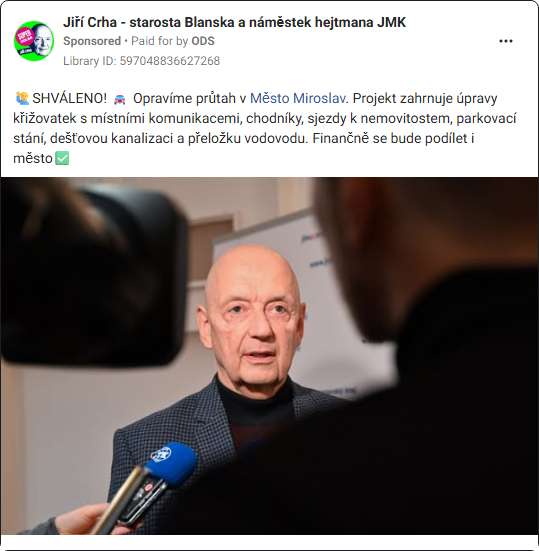 Jiří Crha - starosta Blanska a náměstek hejtmana JMK
Sponsored • Paid for by ODS
Library ID: 597048836627268
🙋SHVÁLENO! 🚘 Opravíme průtah v Město Miroslav. Projekt zahrnuje úpravy
křižovatek s místními komunikacemi, chodníky, sjezdy k nemovitostem, parkovací
stání, dešťovou kanalizaci a přeložku vodovodu. Finančně se bude podílet i
město✅